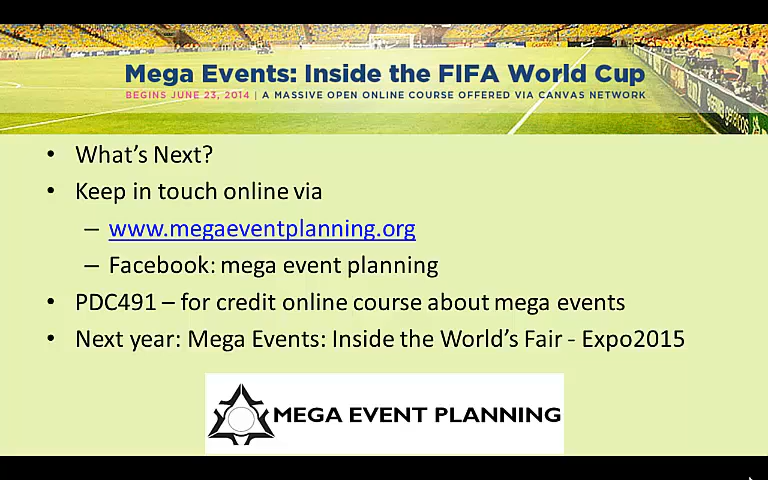 Mega Events: Inside the FIFA World Cup
BEGINS JUNE 23, 2014 | A MASSIVE OPEN ONLINE COURSE OFFERED VIA CANVAS NETWORK
• What's Next?
• Keep in touch online via
– www.megaeventplanning.org
– Facebook: mega event planning
• PDC491 – for credit online course about mega events
• Next year: Mega Events: Inside the World's Fair - Expo2015
MEGA EVENT PLANNING